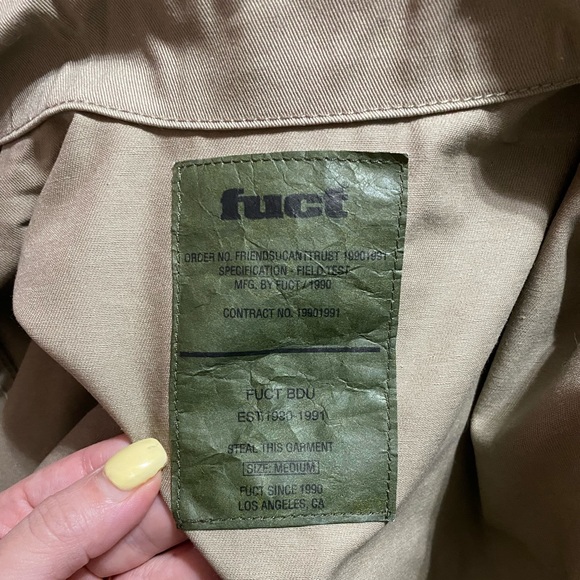 fuct
ORDER NO. FRIENDSUCANTTRUST 19901991
SPECIFICATION - FIELD TEST
MFG. BY FUCT / 1990
CONTRACT NO. 19901991
FUCT BDU
EST 1990-1991
STEAL THIS GARMENT
SIZE: MEDIUM
FUCT SINCE 1990
LOS ANGELES, CA